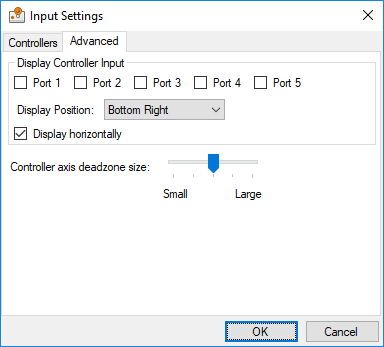 Input Settings
Controllers Advanced
Display Controller Input
Port 1 Port 2 Port 3 Port 4 Port 5
Display Position: Bottom Right
Display horizontally
Controller axis deadzone size:
Small Large
OK Cancel